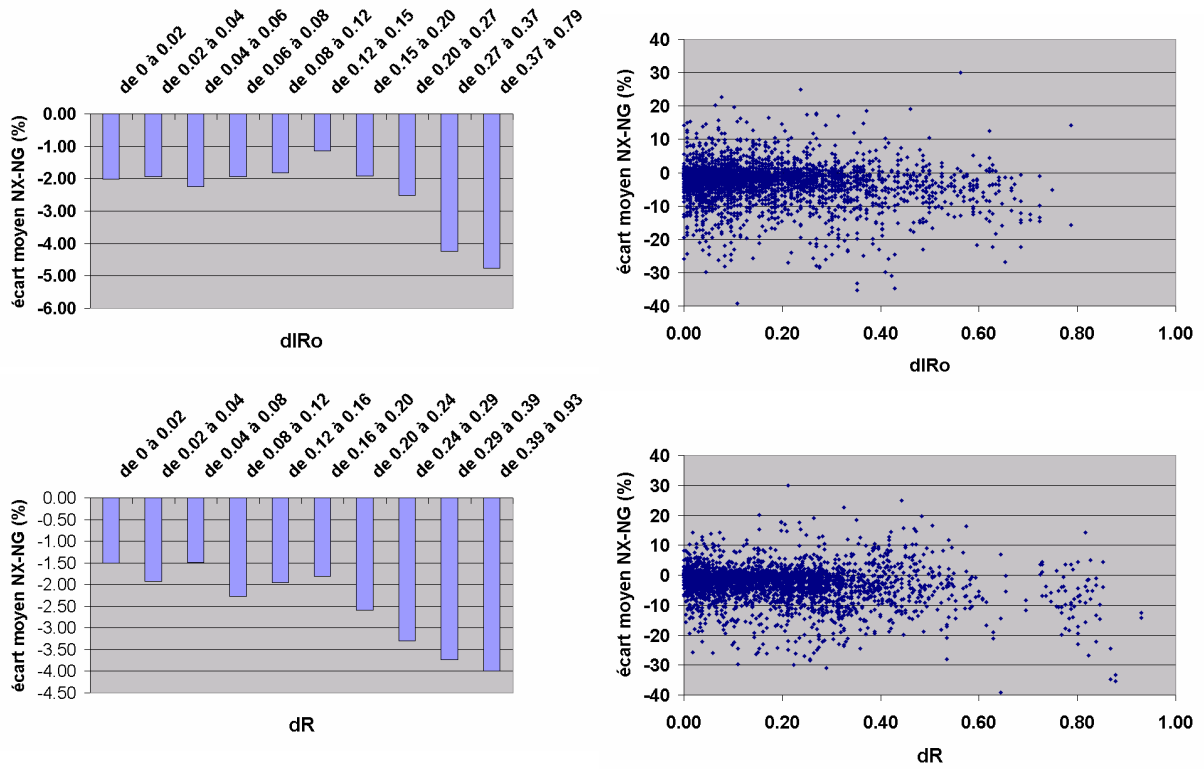 de 0 à 0.02
de 0.02 à 0.04
de 0.04 à 0.06
de 0.06 à 0.08
de 0.08 à 0.12
de 0.12 à 0.15
de 0.15 à 0.20
de 0.20 à 0.27
de 0.27 à 0.37
de 0.37 à 0.79
écart moyen NX-NG (%)
0.00
-1.00
-2.00
-3.00
-4.00
-5.00
-6.00
dIRo
écart moyen NX-NG (%)
40
30
20
10
0
-10
-20
-30
-40
0.00 0.20 0.40 0.60 0.80 1.00
dIRo
de 0 à 0.02
de 0.02 à 0.04
de 0.04 à 0.08
de 0.08 à 0.12
de 0.12 à 0.16
de 0.16 à 0.20
de 0.20 à 0.24
de 0.24 à 0.29
de 0.29 à 0.39
de 0.39 à 0.93
écart moyen NX-NG (%)
0.00
-0.50
-1.00
-1.50
-2.00
-2.50
-3.00
-3.50
-4.00
-4.50
dR
écart moyen NX-NG (%)
40
30
20
10
0
-10
-20
-30
-40
0.00 0.20 0.40 0.60 0.80 1.00
dR